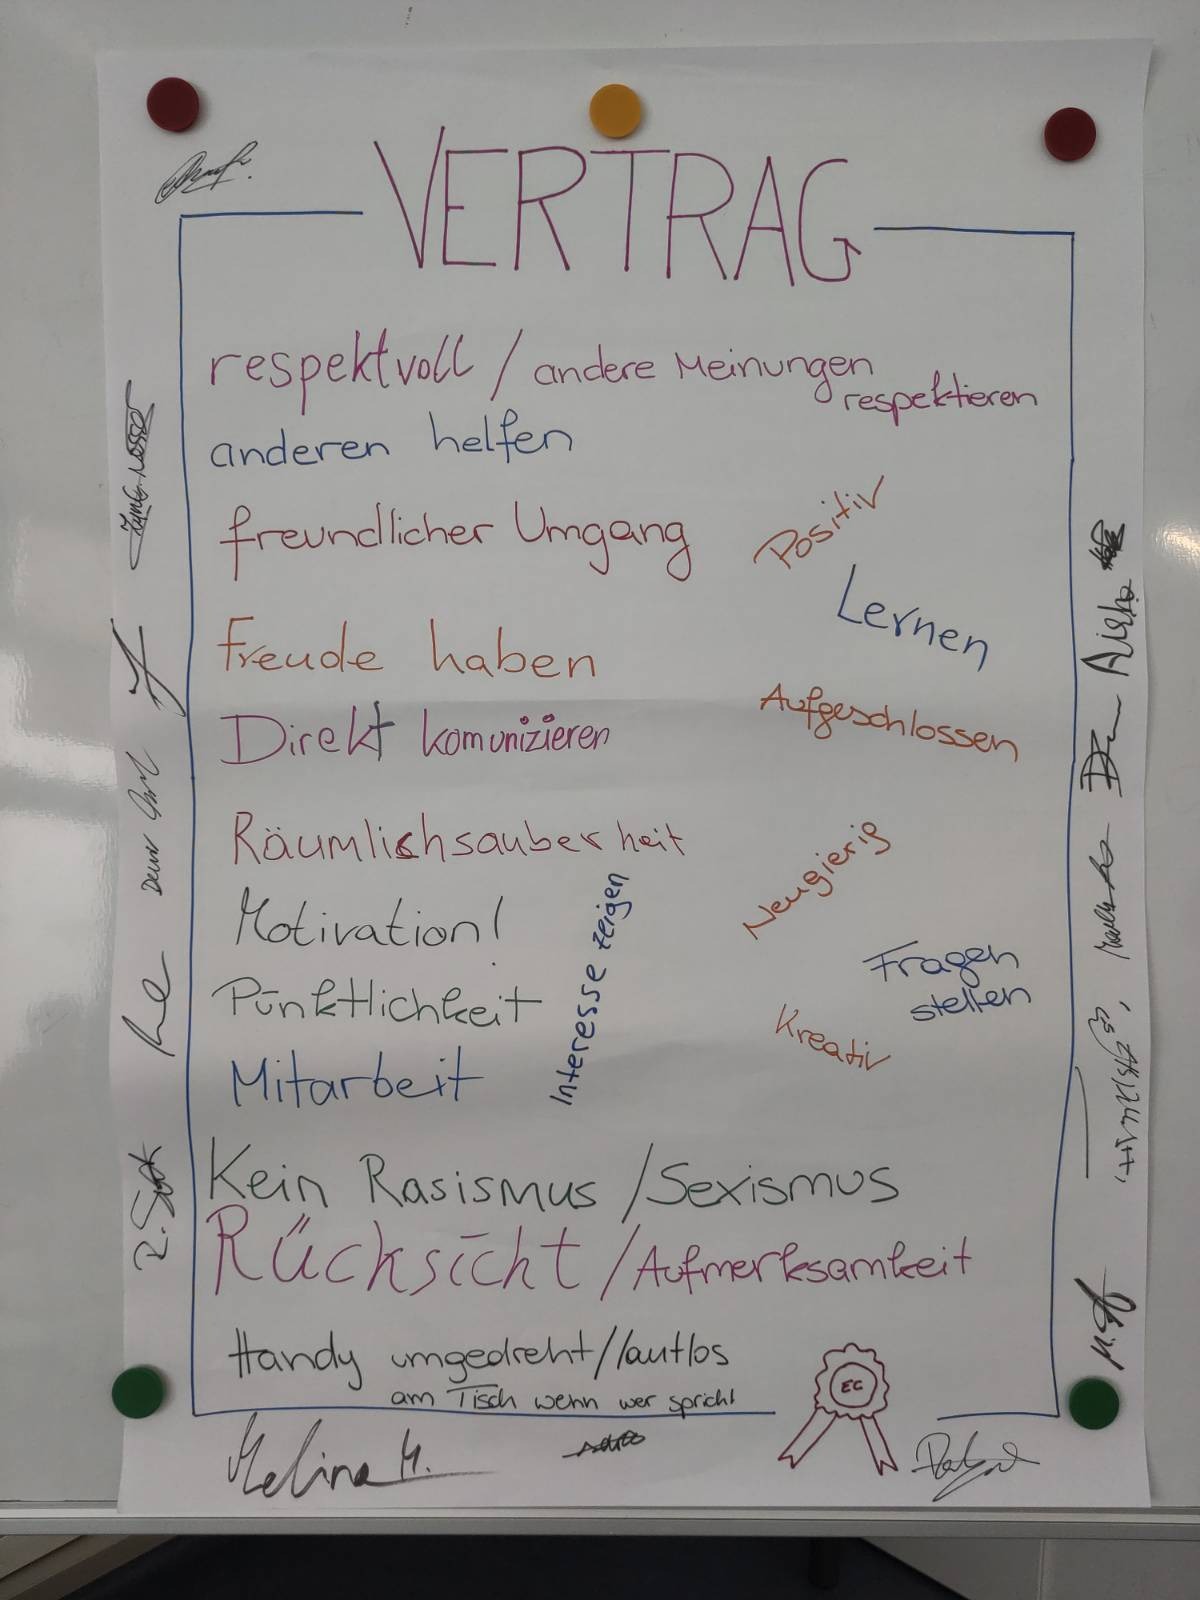 VERTRAG
respektvoll / andere Meinungen
respektieren
anderen helfen
freundlicher Umgang
Positiv
Lernen
Freude haben
Aufgeschlossen
Direkt komunizieren
Räumlichsauberheit
Neugierig
Motivation!
Interesse zeigen
Fragen
stellen
Pünktlichkeit
Kreativ
Mitarbeit
Kein Rasismus / Sexismus
Rücksicht / Aufmerksamkeit
Handy umgedreht / lautlos
am Tisch wenn wer spricht
EC
Melina M.
Aisha